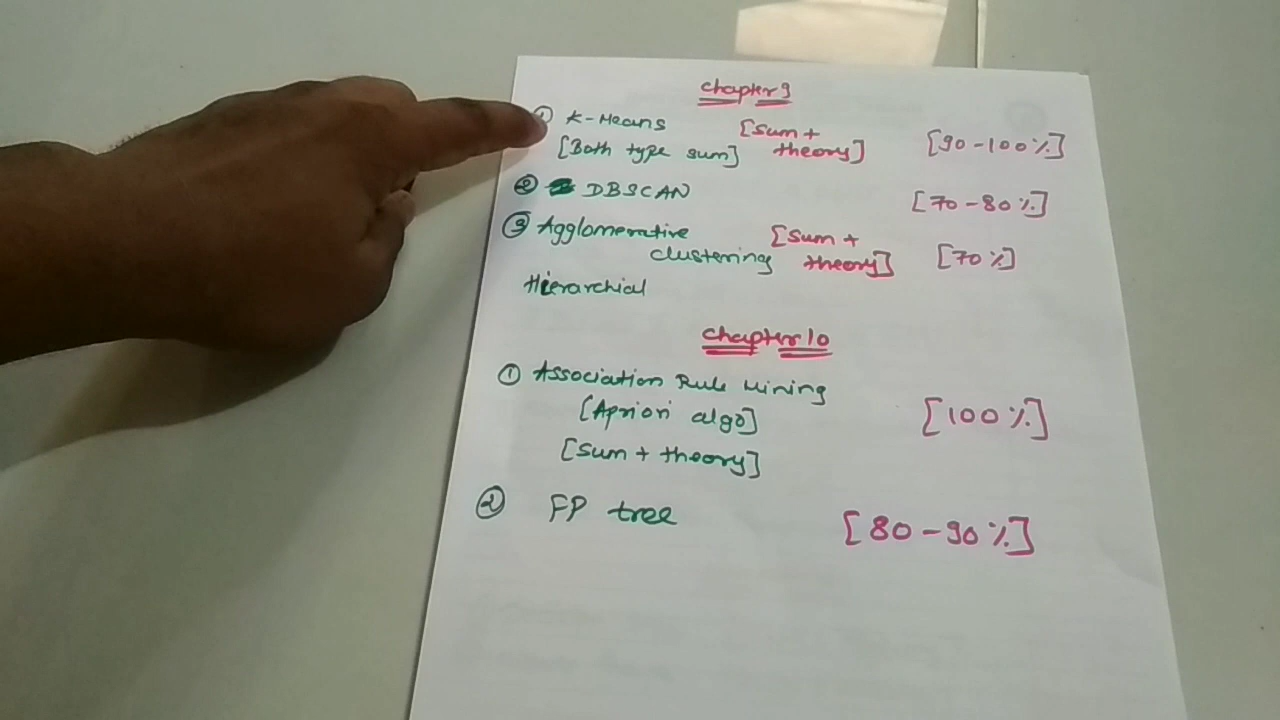 Chapter 9
① K-Means [Sum + [90-100%]
[Both type sum] theory]
② DBSCAN [70-80%]
③ Agglomerative [Sum + [70%]
clustering theory]
Hierarchial
Chapter 10
① Association Rule Mining
[Apriori algo] [100%]
[Sum + theory]
② FP tree [80-90%]